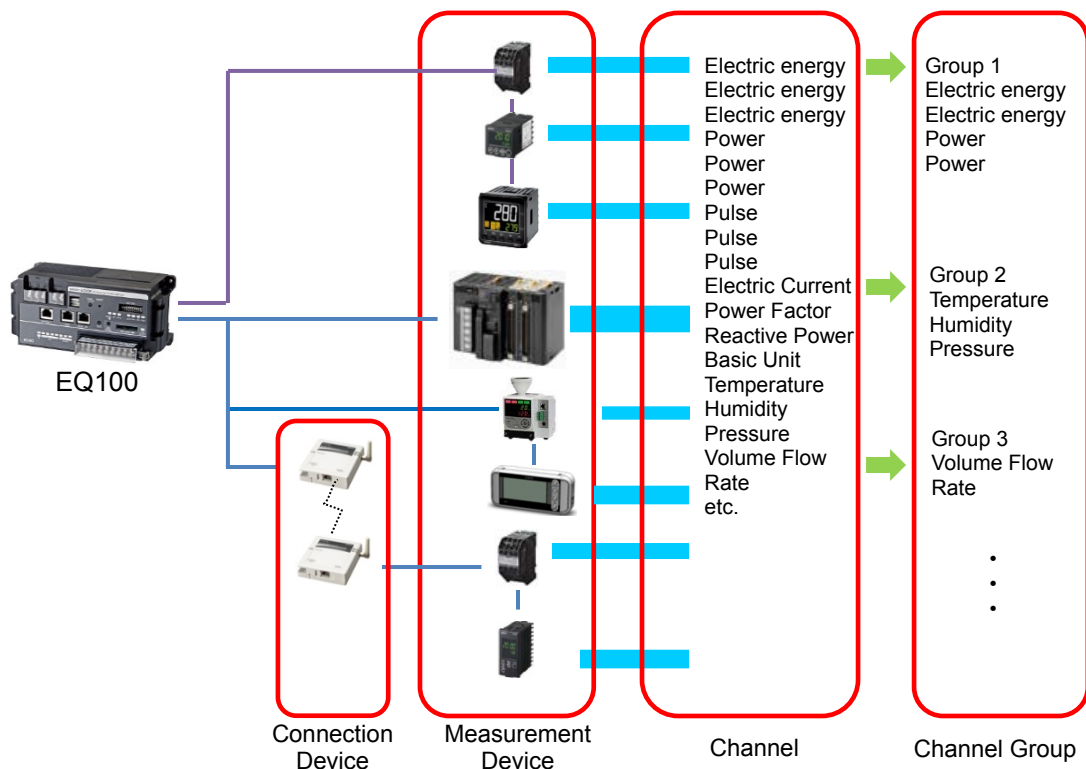 Electric energy
Electric energy
Electric energy
Power
Power
Power
Pulse
Pulse
Pulse
Electric Current
Power Factor
Reactive Power
Basic Unit
Temperature
Humidity
Pressure
Volume Flow
Rate
etc.
Group 1
Electric energy
Electric energy
Power
Power
Group 2
Temperature
Humidity
Pressure
Group 3
Volume Flow
Rate
280
EQ100
Connection
Device
Measurement
Device
Channel
Channel Group